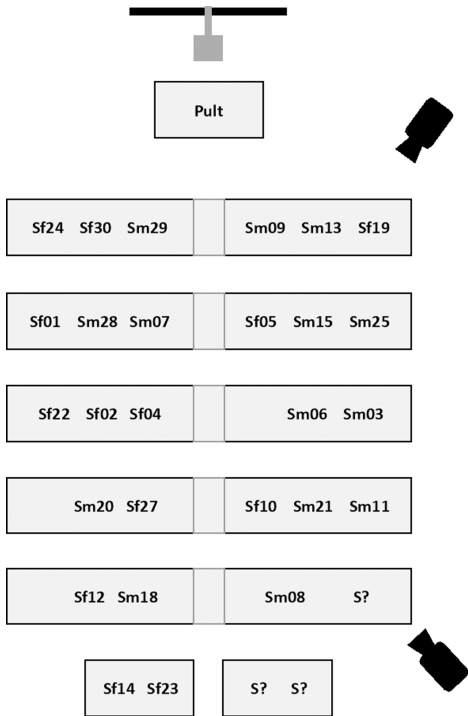 Pult
Sf24 Sf30 Sm29 Sm09 Sm13 Sf19
Sf01 Sm28 Sm07 Sf05 Sm15 Sm25
Sf22 Sf02 Sf04 Sm06 Sm03
Sm20 Sf27 Sf10 Sm21 Sm11
Sf12 Sm18 Sm08 S?
Sf14 Sf23 S? S?